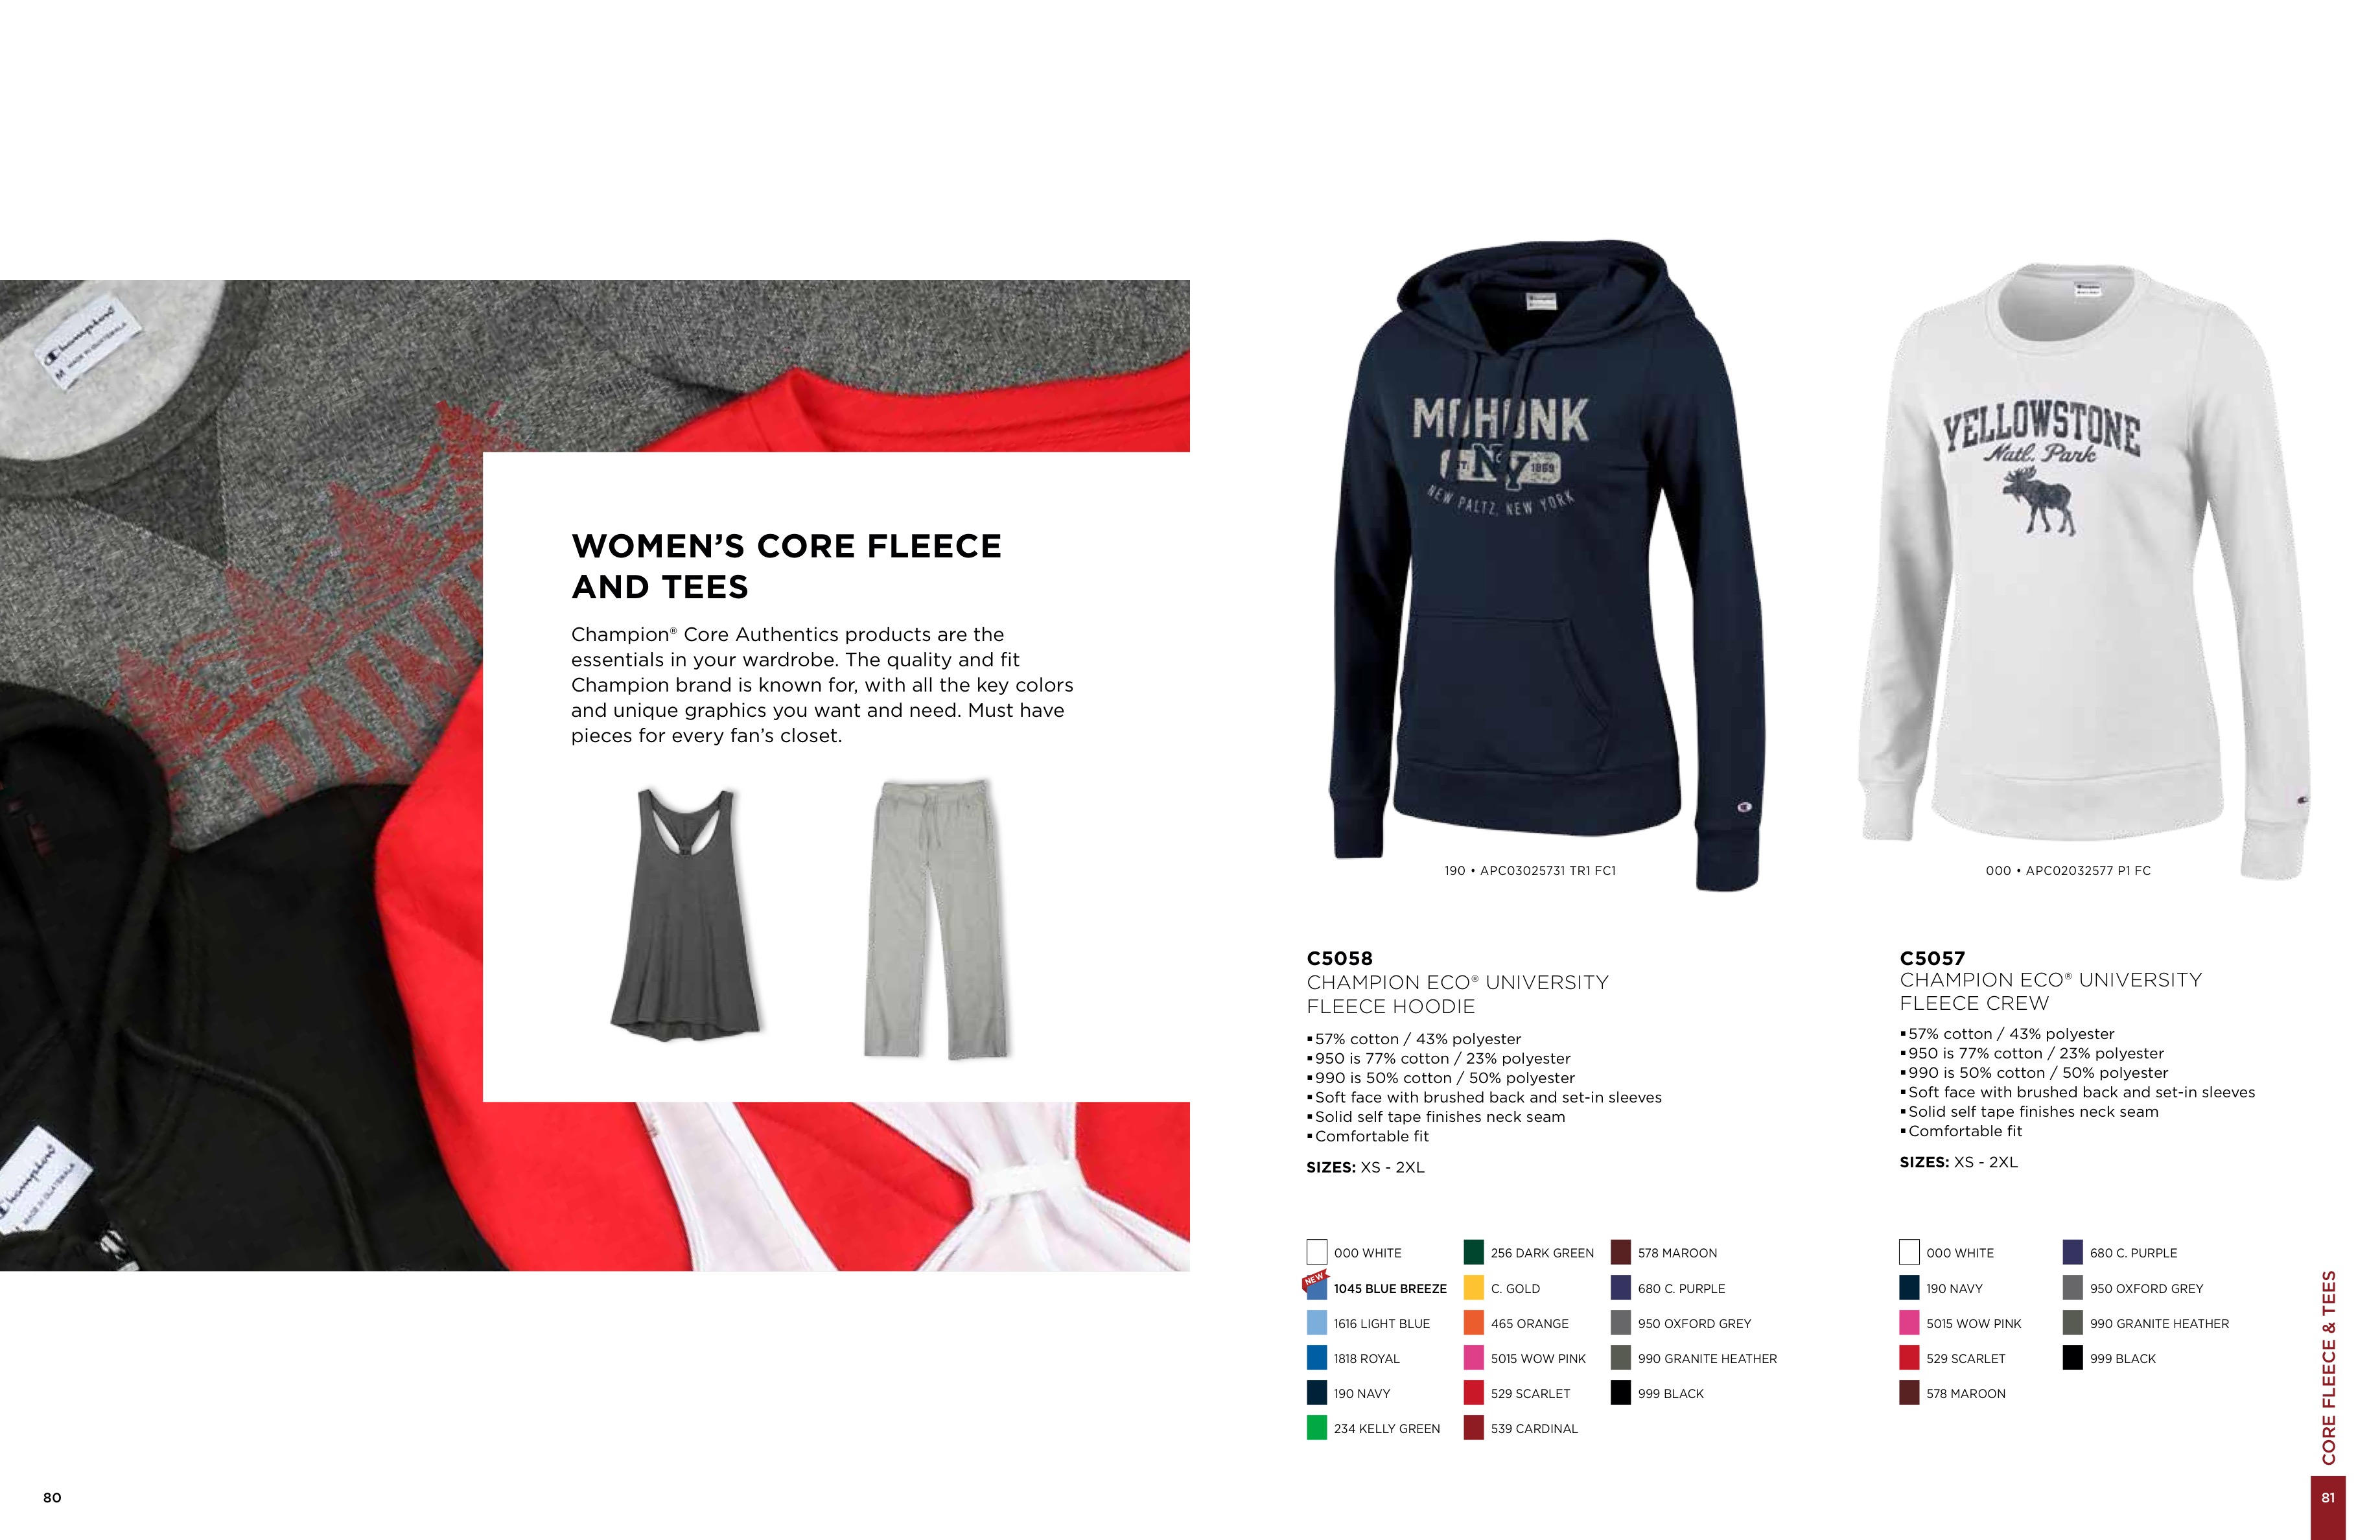 Champion
M MADE IN GUATEMALA
WOMEN’S CORE FLEECE
AND TEES
Champion® Core Authentics products are the
essentials in your wardrobe. The quality and fit
Champion brand is known for, with all the key colors
and unique graphics you want and need. Must have
pieces for every fan’s closet.
Champion
MADE IN GUATEMALA
80
MOHONK
EST. NY 1869
NEW PALTZ, NEW YORK
190 • APC03025731 TR1 FC1
YELLOWSTONE
Natl. Park
000 • APC02032577 P1 FC
C5058
CHAMPION ECO® UNIVERSITY
FLEECE HOODIE
▪ 57% cotton / 43% polyester
▪ 950 is 77% cotton / 23% polyester
▪ 990 is 50% cotton / 50% polyester
▪ Soft face with brushed back and set-in sleeves
▪ Solid self tape finishes neck seam
▪ Comfortable fit
SIZES: XS - 2XL
000 WHITE
NEW
1045 BLUE BREEZE
1616 LIGHT BLUE
1818 ROYAL
190 NAVY
234 KELLY GREEN
256 DARK GREEN
C. GOLD
465 ORANGE
5015 WOW PINK
529 SCARLET
539 CARDINAL
578 MAROON
680 C. PURPLE
950 OXFORD GREY
990 GRANITE HEATHER
999 BLACK
C5057
CHAMPION ECO® UNIVERSITY
FLEECE CREW
▪ 57% cotton / 43% polyester
▪ 950 is 77% cotton / 23% polyester
▪ 990 is 50% cotton / 50% polyester
▪ Soft face with brushed back and set-in sleeves
▪ Solid self tape finishes neck seam
▪ Comfortable fit
SIZES: XS - 2XL
000 WHITE
190 NAVY
5015 WOW PINK
529 SCARLET
578 MAROON
680 C. PURPLE
950 OXFORD GREY
990 GRANITE HEATHER
999 BLACK
CORE FLEECE & TEES
81